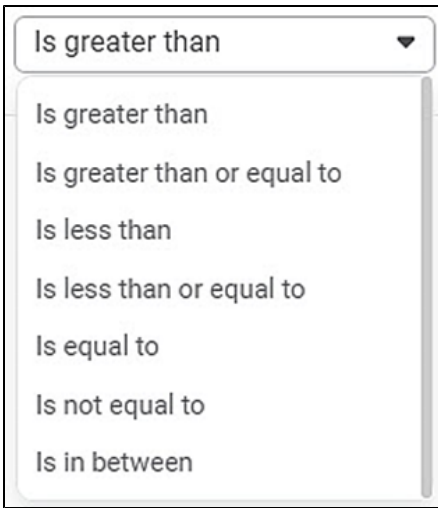 Is greater than
Is greater than
Is greater than or equal to
Is less than
Is less than or equal to
Is equal to
Is not equal to
Is in between